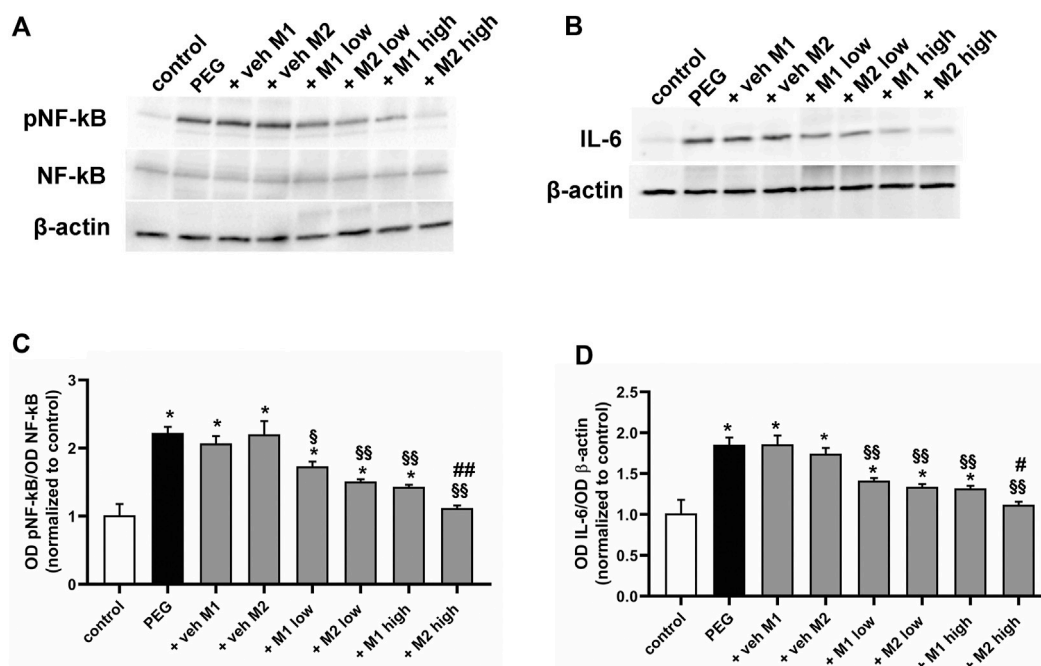 A
control
PEG
+ veh M1
+ veh M2
+ M1 low
+ M2 low
+ M1 high
+ M2 high
pNF-kB
NF-kB
β-actin
B
control
PEG
+ veh M1
+ veh M2
+ M1 low
+ M2 low
+ M1 high
+ M2 high
IL-6
β-actin
C
OD pNF-kB/OD NF-kB
(normalized to control)
3
2
1
0
*
*
*
§
*
§§
*
§§
*
##
§§
control
PEG
+ veh M1
+ veh M2
+ M1 low
+ M2 low
+ M1 high
+ M2 high
D
OD IL-6/OD β-actin
(normalized to control)
2.5
2.0
1.5
1.0
0.5
0.0
*
*
*
§§
*
§§
*
§§
*
#
§§
control
PEG
+ veh M1
+ veh M2
+ M1 low
+ M2 low
+ M1 high
+ M2 high